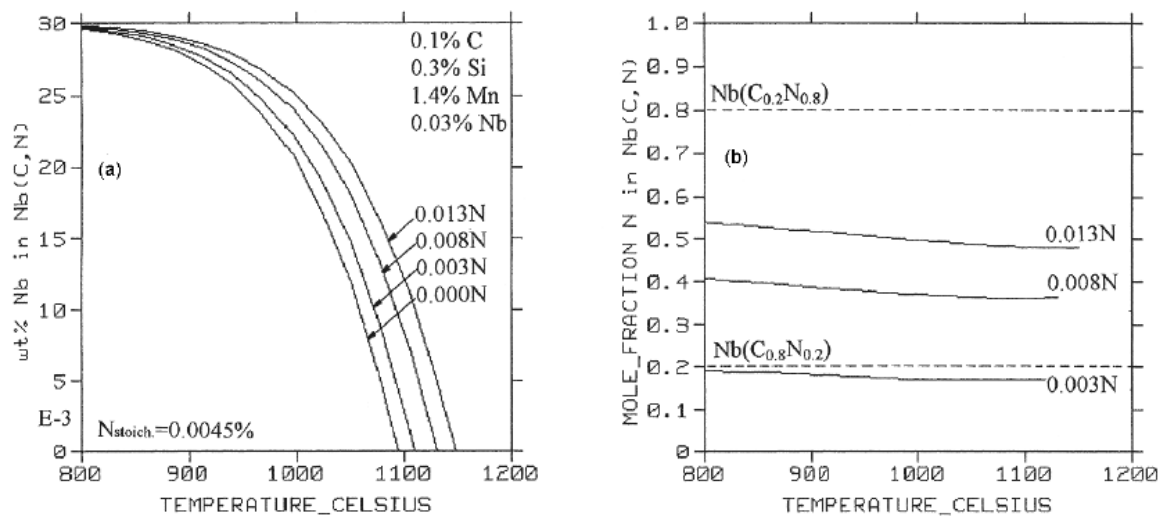 30
25
20
15
10
5
E-3
0
800
900
1000
1100
1200
wt% Nb in Nb(C,N)
TEMPERATURE_CELSIUS
(a)
0.1% C
0.3% Si
1.4% Mn
0.03% Nb
0.013N
0.008N
0.003N
0.000N
Nstoich.=0.0045%
1.0
0.9
0.8
0.7
0.6
0.5
0.4
0.3
0.2
0.1
0
800
900
1000
1100
1200
MOLE_FRACTION N in Nb(C,N)
TEMPERATURE_CELSIUS
Nb(C0.2N0.8)
(b)
0.013N
0.008N
Nb(C0.8N0.2)
0.003N